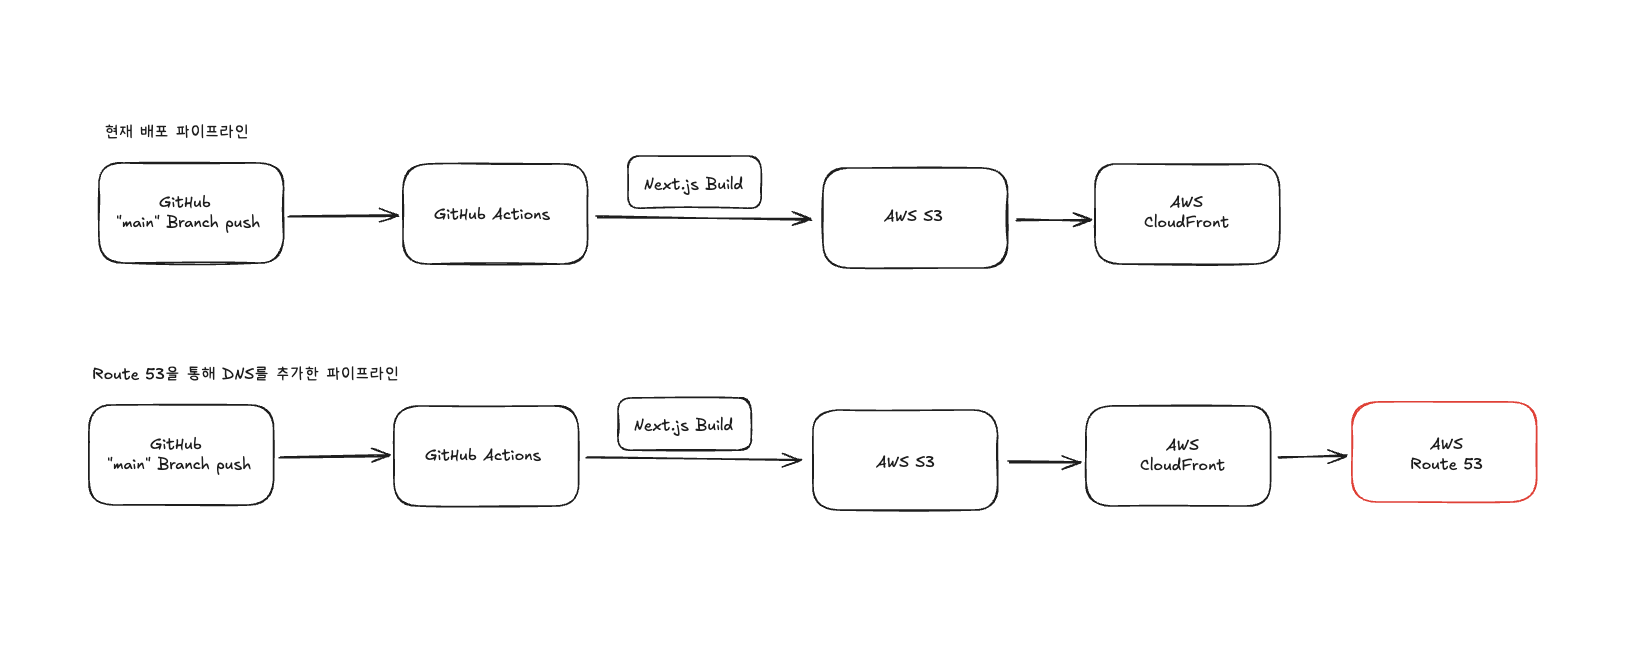 현재 배포 파이프라인
GitHub
"main" Branch push
GitHub Actions
Next.js Build
AWS S3
AWS
CloudFront
Route 53을 통해 DNS를 추가한 파이프라인
GitHub
"main" Branch push
GitHub Actions
Next.js Build
AWS S3
AWS
CloudFront
AWS
Route 53